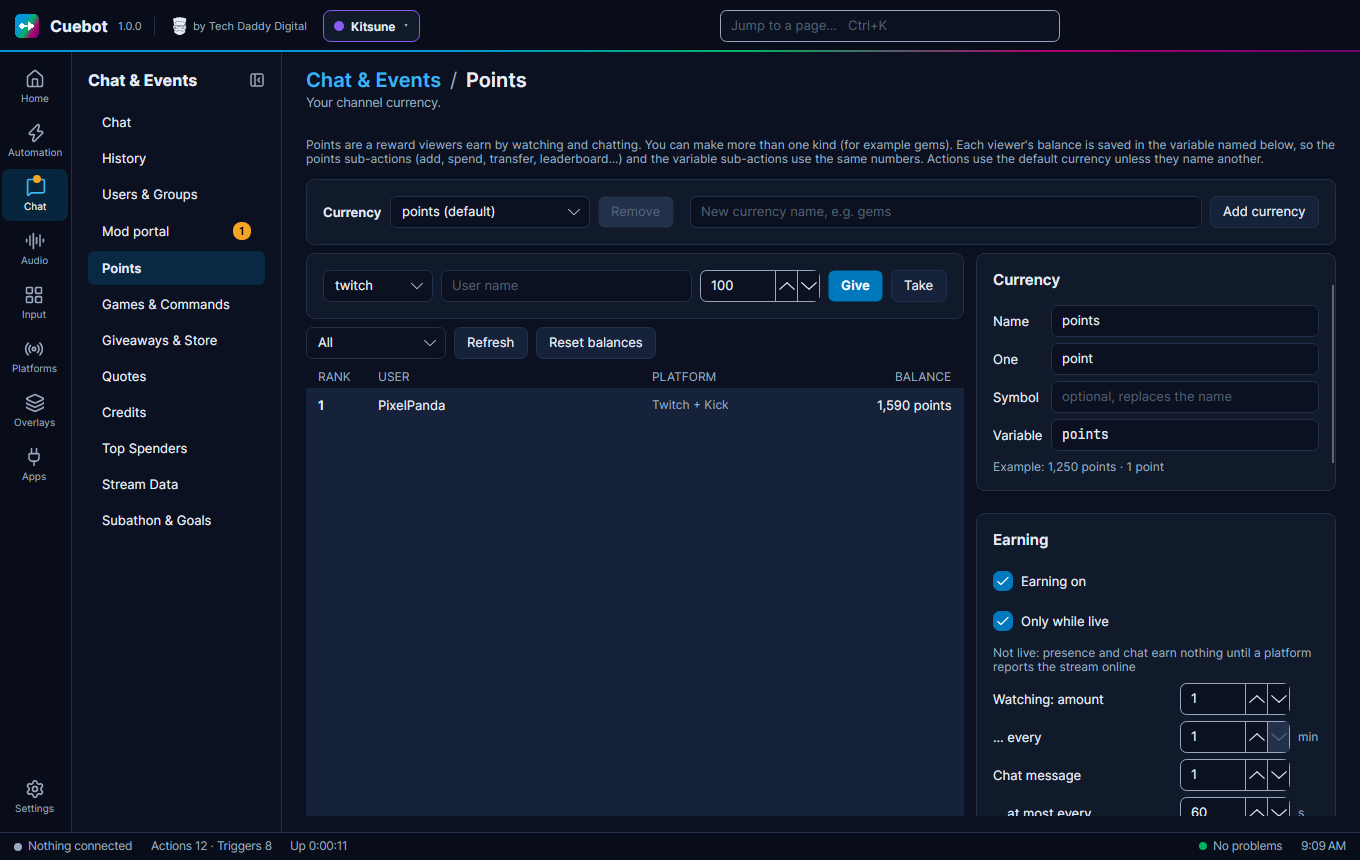 Cuebot 1.0.0 by Tech Daddy Digital Kitsune Jump to a page... Ctrl+K
Home
Automation
Chat
Audio
Input
Platforms
Overlays
Apps
Settings
Chat & Events
Chat
History
Users & Groups
Mod portal 1
Points
Games & Commands
Giveaways & Store
Quotes
Credits
Top Spenders
Stream Data
Subathon & Goals
Chat & Events / Points
Your channel currency.
Points are a reward viewers earn by watching and chatting. You can make more than one kind (for example gems). Each viewer's balance is saved in the variable named below, so the
points sub-actions (add, spend, transfer, leaderboard...) and the variable sub-actions use the same numbers. Actions use the default currency unless they name another.
Currency points (default) Remove New currency name, e.g. gems Add currency
twitch User name 100 Give Take
All Refresh Reset balances
RANK USER PLATFORM BALANCE
1 PixelPanda Twitch + Kick 1,590 points
Currency
Name points
One point
Symbol optional, replaces the name
Variable points
Example: 1,250 points · 1 point
Earning
Earning on
Only while live
Not live: presence and chat earn nothing until a platform
reports the stream online
Watching: amount 1
... every 1 min
Chat message 1
at most every 60 s
Nothing connected Actions 12 · Triggers 8 Up 0:00:11 No problems 9:09 AM